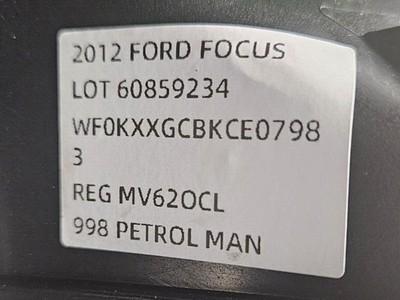 2012 FORD FOCUS
LOT 60859234
WF0KXXGCBKCE0798
3
REG MV62OCL
998 PETROL MAN